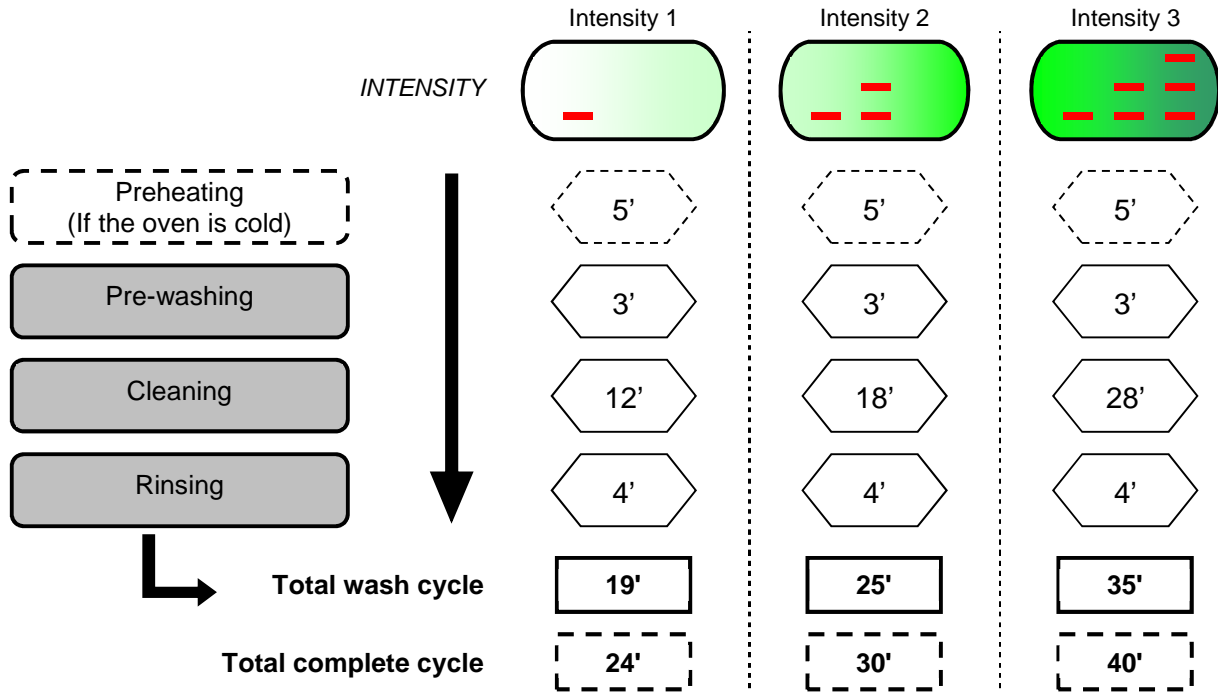 Intensity 1 Intensity 2 Intensity 3
INTENSITY
Preheating
(If the oven is cold)
5’ 5’ 5’
Pre-washing
3’ 3’ 3’
Cleaning
12’ 18’ 28’
Rinsing
4’ 4’ 4’
Total wash cycle 19' 25' 35'
Total complete cycle 24' 30' 40'